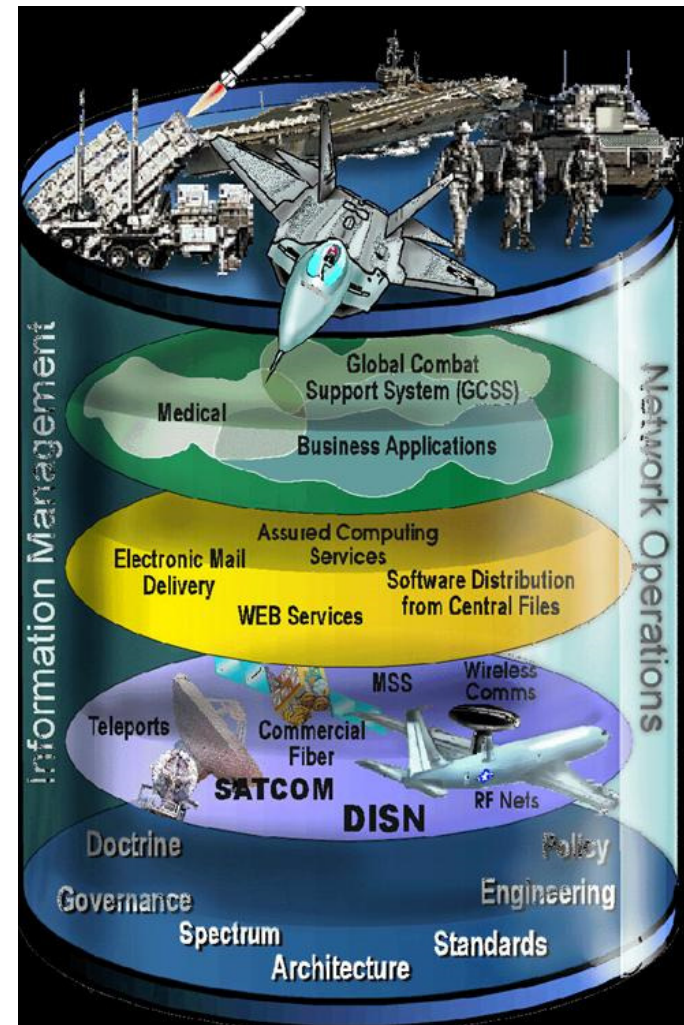 Information Management
Network Operations
Global Combat
Support System (GCSS)
Medical
Business Applications
Assured Computing
Services
Electronic Mail
Delivery
Software Distribution
from Central Files
WEB Services
MSS
Wireless
Comms
Teleports
Commercial
Fiber
SATCOM
RF Nets
DISN
Doctrine
Policy
Governance
Engineering
Spectrum
Standards
Architecture